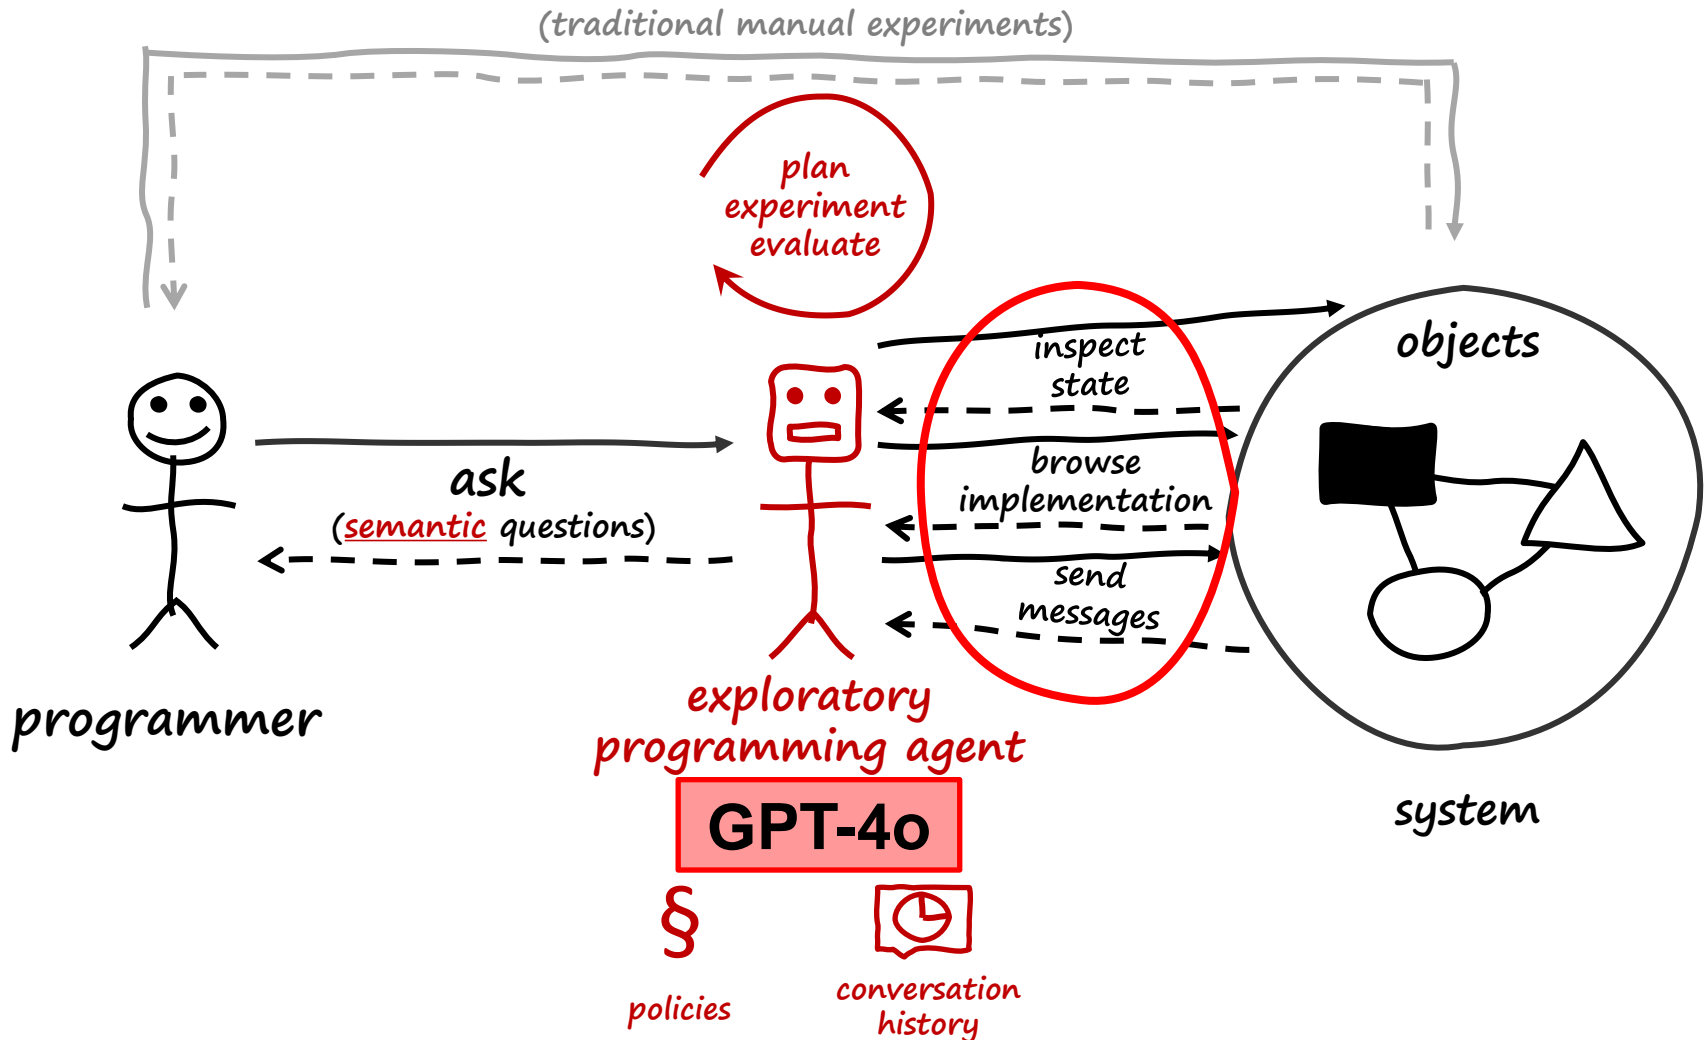 (traditional manual experiments)
plan
experiment
evaluate
inspect
state
objects
browse
implementation
ask
(semantic questions)
send
messages
exploratory
programming agent
programmer
GPT-4o
system
§
policies
conversation
history